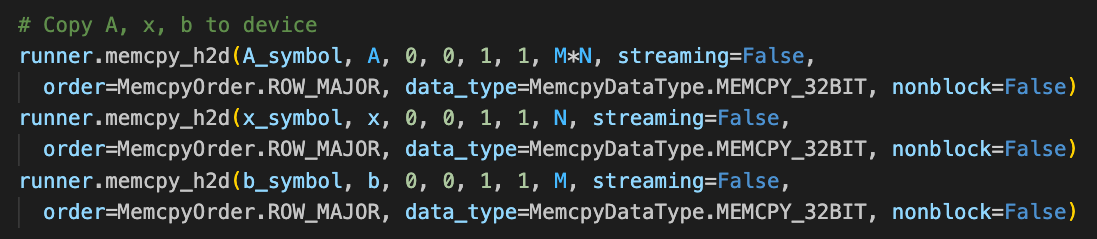 # Copy A, x, b to device
runner.memcpy_h2d(A_symbol, A, 0, 0, 1, 1, M*N, streaming=False,
  order=MemcpyOrder.ROW_MAJOR, data_type=MemcpyDataType.MEMCPY_32BIT, nonblock=False)
runner.memcpy_h2d(x_symbol, x, 0, 0, 1, 1, N, streaming=False,
  order=MemcpyOrder.ROW_MAJOR, data_type=MemcpyDataType.MEMCPY_32BIT, nonblock=False)
runner.memcpy_h2d(b_symbol, b, 0, 0, 1, 1, M, streaming=False,
  order=MemcpyOrder.ROW_MAJOR, data_type=MemcpyDataType.MEMCPY_32BIT, nonblock=False)